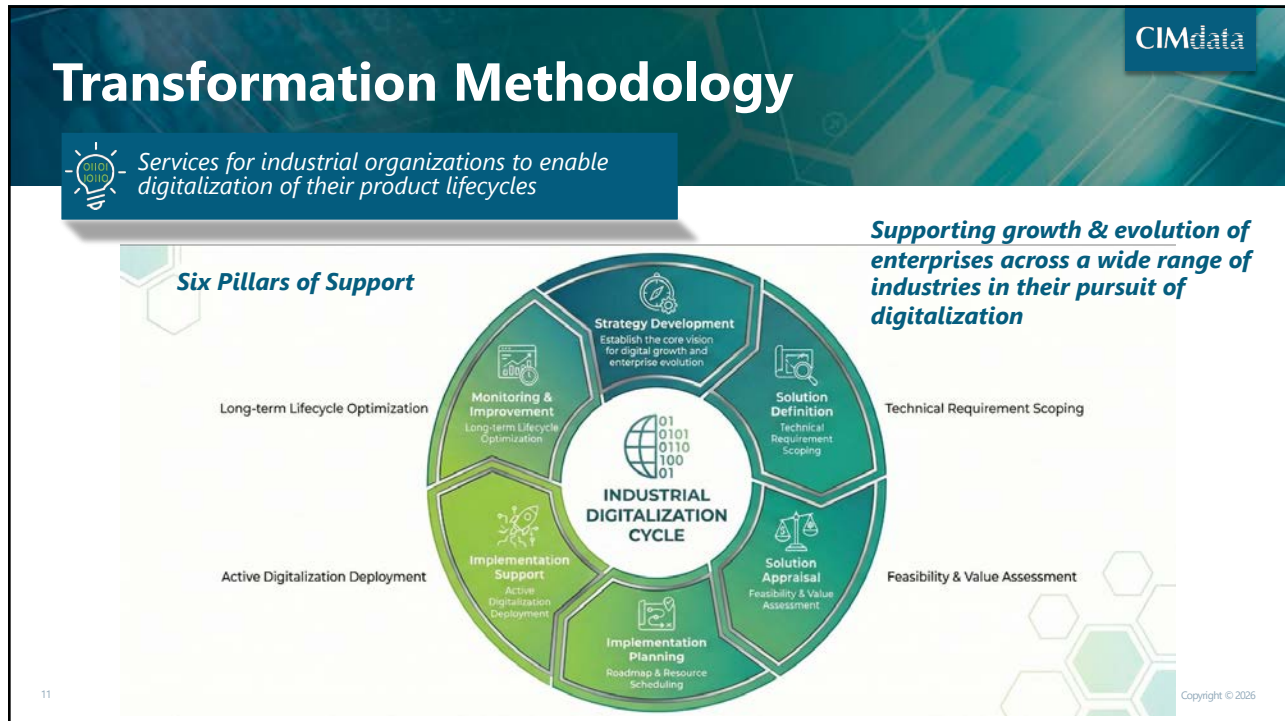 CIMdata
Transformation Methodology
01101
10110
Services for industrial organizations to enable
digitalization of their product lifecycles
Supporting growth & evolution of
enterprises across a wide range of
industries in their pursuit of
digitalization
Six Pillars of Support
Strategy Development
Establish the core vision
for digital growth and
enterprise evolution
Solution
Definition
Technical
Requirement
Scoping
Technical Requirement Scoping
Solution
Appraisal
Feasibility & Value
Assessment
Feasibility & Value Assessment
Implementation
Planning
Roadmap & Resource
Scheduling
Implementation
Support
Active
Digitalization
Deployment
Active Digitalization Deployment
Monitoring &
Improvement
Long-term Lifecycle
Optimization
Long-term Lifecycle Optimization
01
0101
0110
100
01
INDUSTRIAL
DIGITALIZATION
CYCLE
11
Copyright © 2026